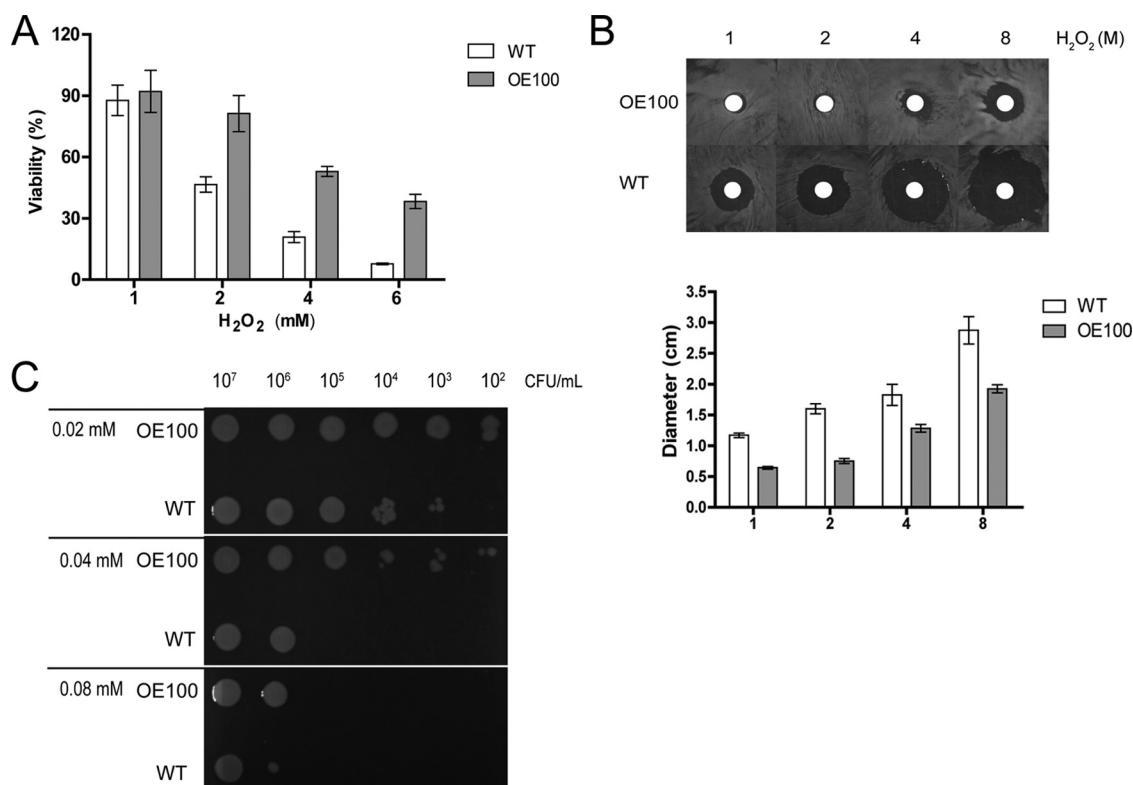 A
Viability (%)
120
90
60
30
0
1 2 4 6
H₂O₂ (mM)
WT
OE100
B
1 2 4 8 H₂O₂ (M)
OE100
WT
Diameter (cm)
3.5
3.0
2.5
2.0
1.5
1.0
0.5
0.0
1 2 4 8
WT
OE100
C
10⁷ 10⁶ 10⁵ 10⁴ 10³ 10² CFU/mL
0.02 mM OE100
WT
0.04 mM OE100
WT
0.08 mM OE100
WT